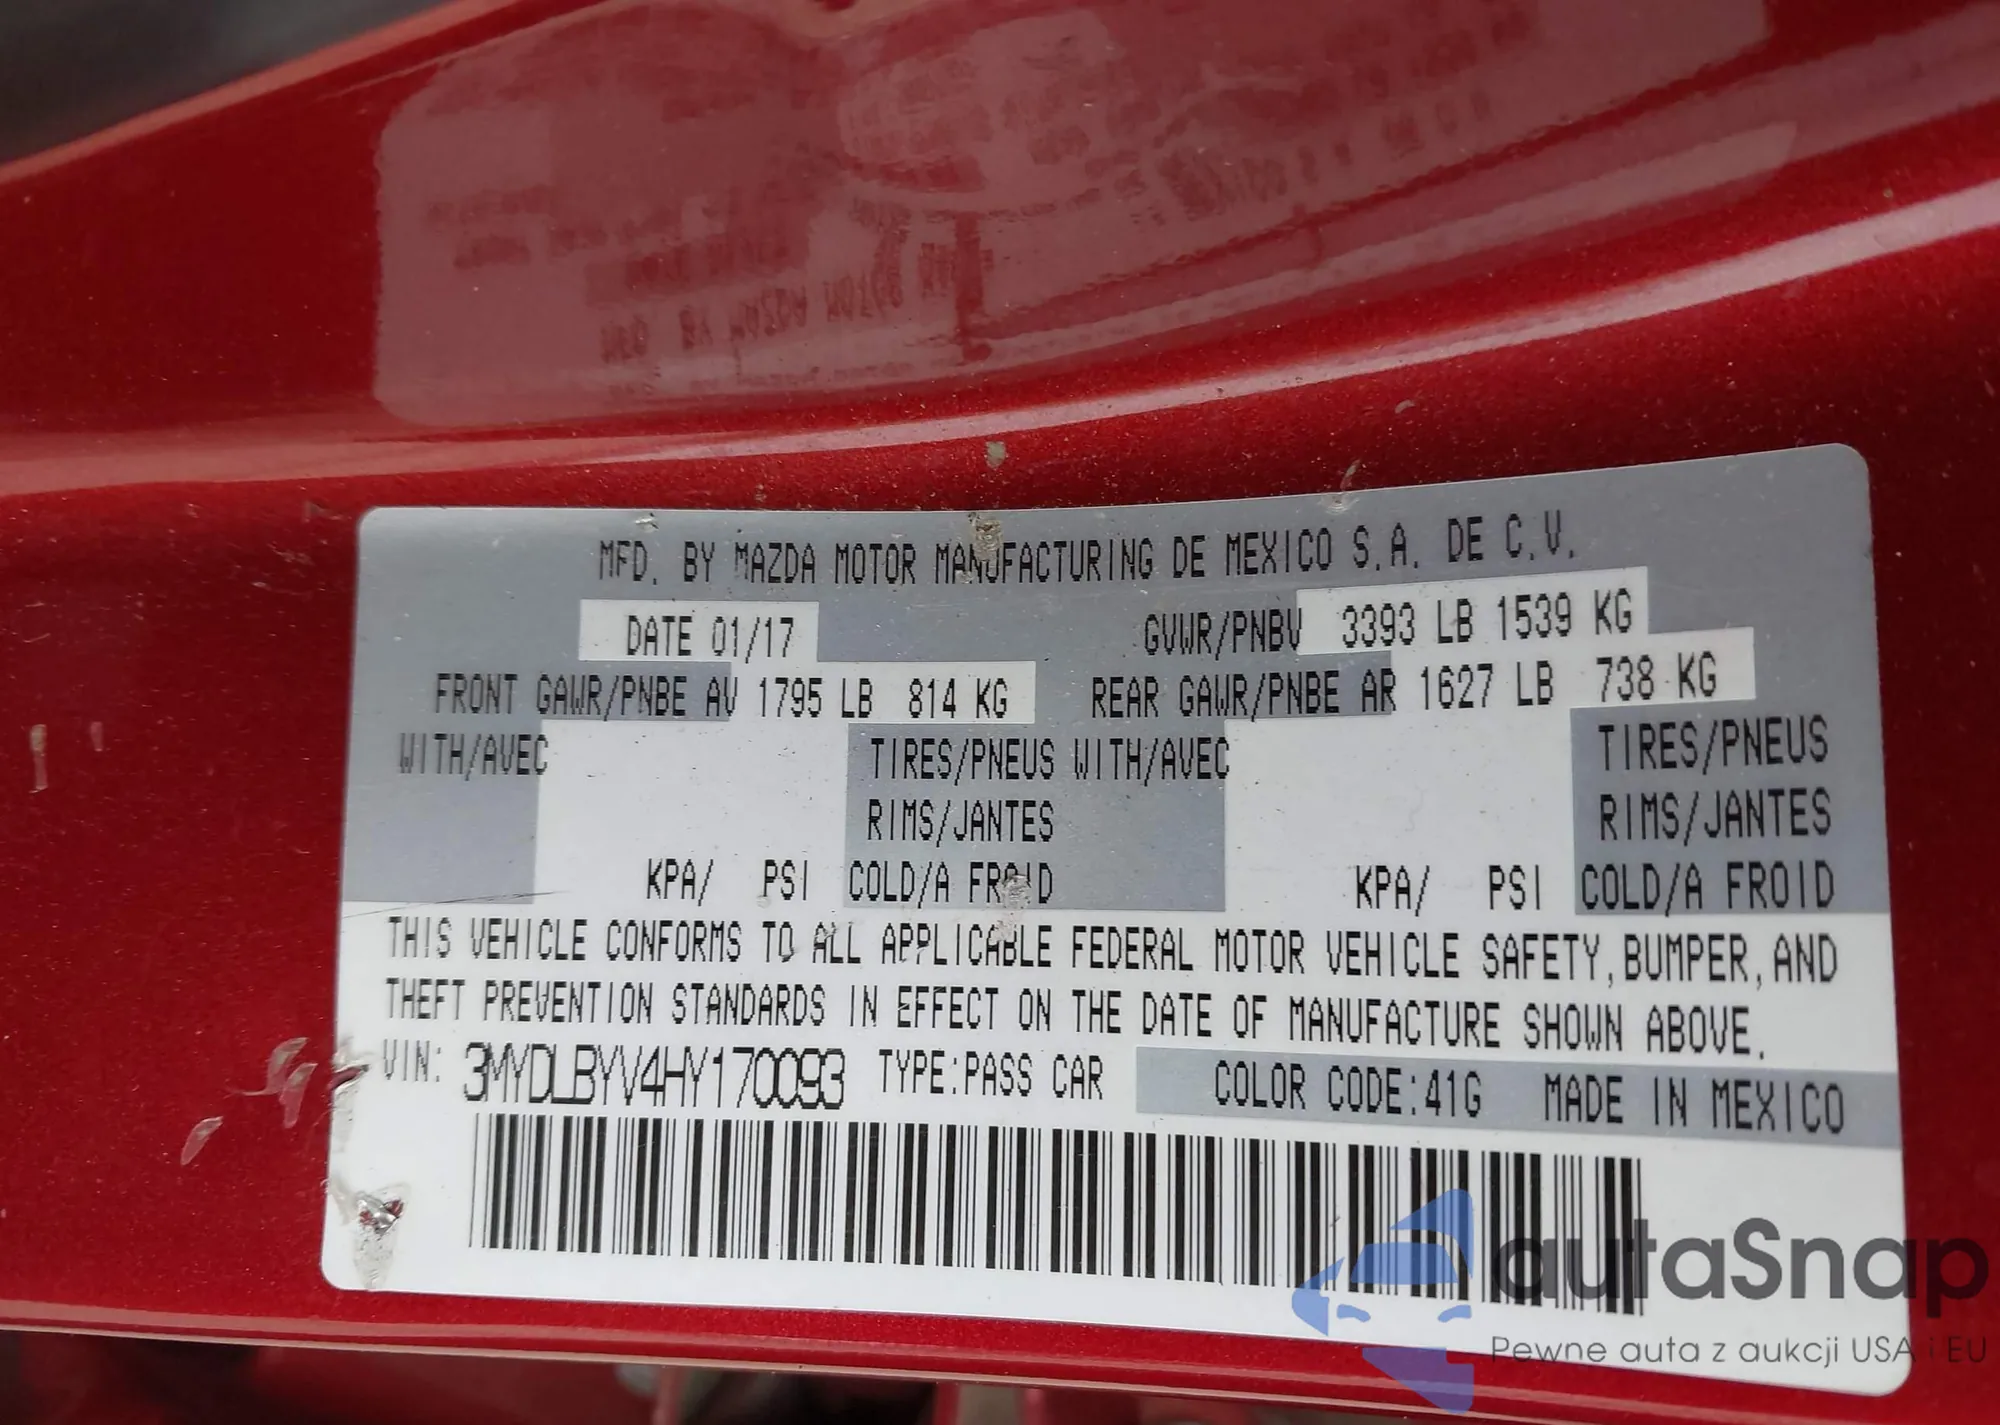 MFD. BY MAZDA MOTOR MANUFACTURING DE MEXICO S.A. DE C.V.
DATE 01/17 GVWR/PNBV 3393 LB 1539 KG
FRONT GAWR/PNBE AV 1795 LB 814 KG REAR GAWR/PNBE AR 1627 LB 738 KG
WITH/AVEC TIRES/PNEUS WITH/AVEC TIRES/PNEUS
RIMS/JANTES RIMS/JANTES
KPA/ PSI COLD/A FROID KPA/ PSI COLD/A FROID
THIS VEHICLE CONFORMS TO ALL APPLICABLE FEDERAL MOTOR VEHICLE SAFETY, BUMPER, AND
THEFT PREVENTION STANDARDS IN EFFECT ON THE DATE OF MANUFACTURE SHOWN ABOVE.
VIN: 3MYDLBYV4HY170093 TYPE:PASS CAR COLOR CODE:41G MADE IN MEXICO
autaSnap
Pewne auta z aukcji USA i EU